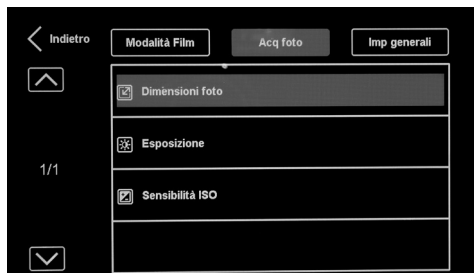 Indietro
Modalità Film
Acq foto
Imp generali
Dimensioni foto
Esposizione
1/1
Sensibilità ISO